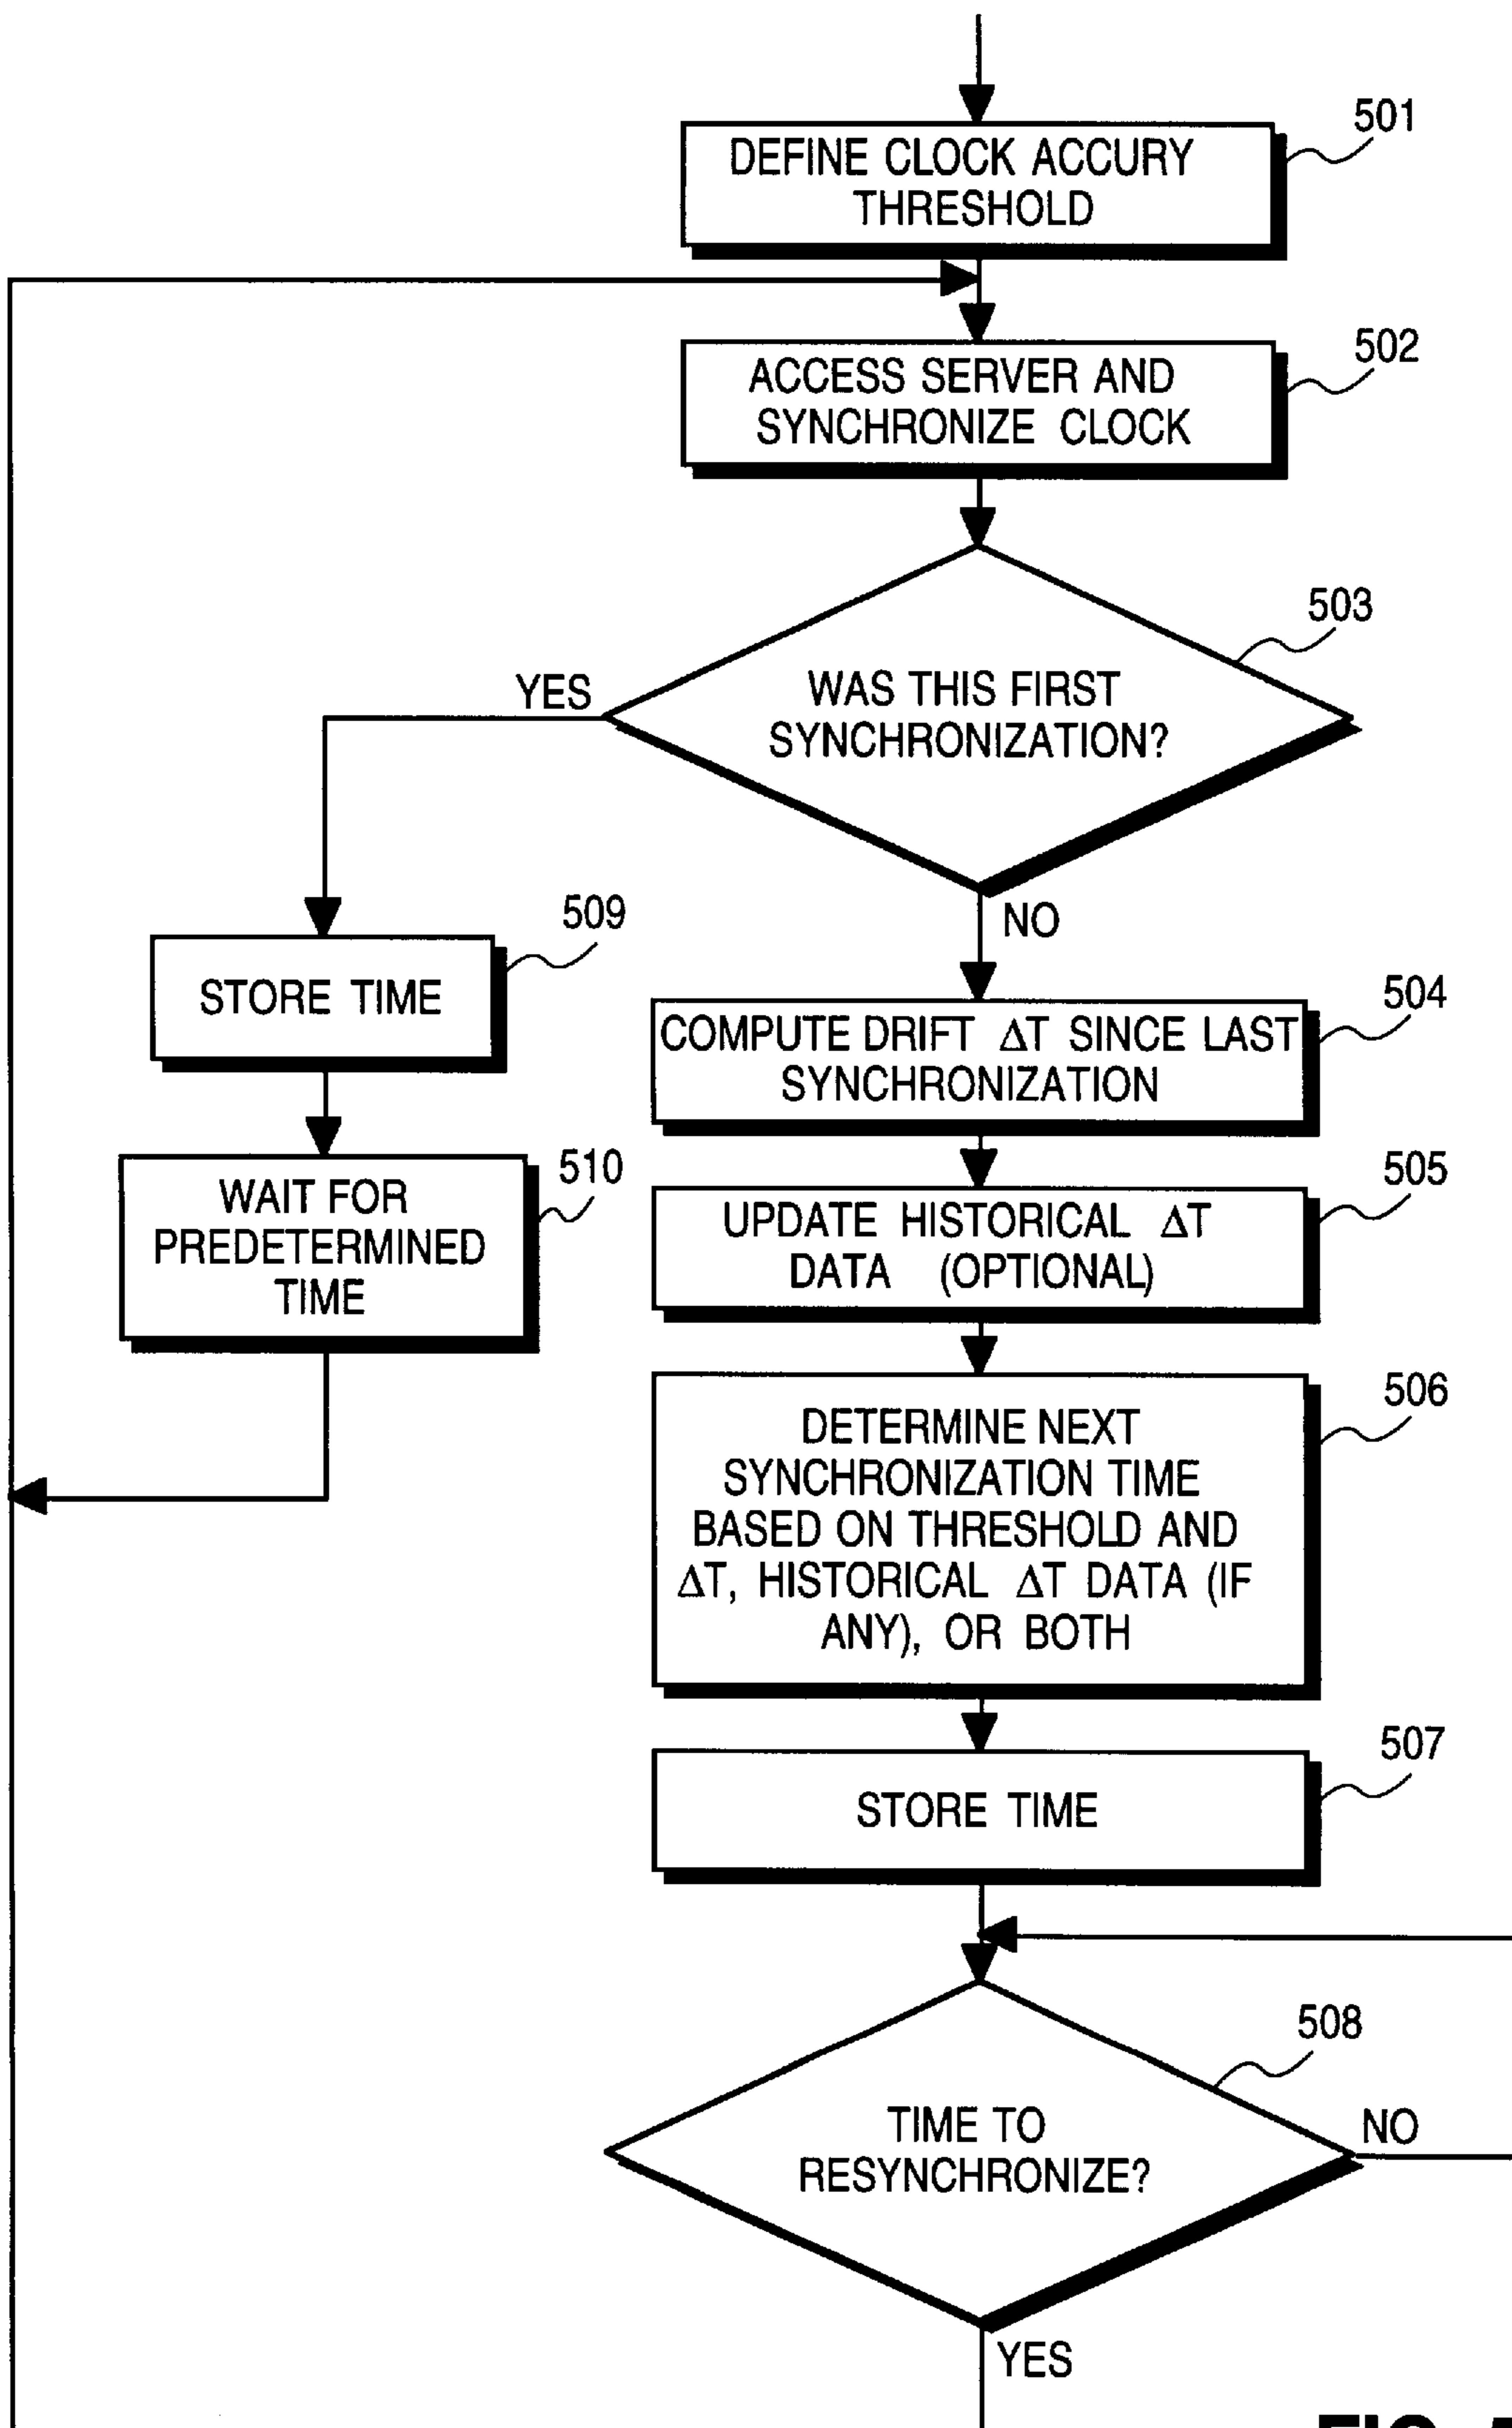 501
DEFINE CLOCK ACCURY
THRESHOLD
502
ACCESS SERVER AND
SYNCHRONIZE CLOCK
503
WAS THIS FIRST
SYNCHRONIZATION?
YES
NO
509
STORE TIME
510
WAIT FOR
PREDETERMINED
TIME
504
COMPUTE DRIFT ΔT SINCE LAST
SYNCHRONIZATION
505
UPDATE HISTORICAL ΔT
DATA (OPTIONAL)
506
DETERMINE NEXT
SYNCHRONIZATION TIME
BASED ON THRESHOLD AND
ΔT, HISTORICAL ΔT DATA (IF
ANY), OR BOTH
507
STORE TIME
508
TIME TO
RESYNCHRONIZE?
NO
YES